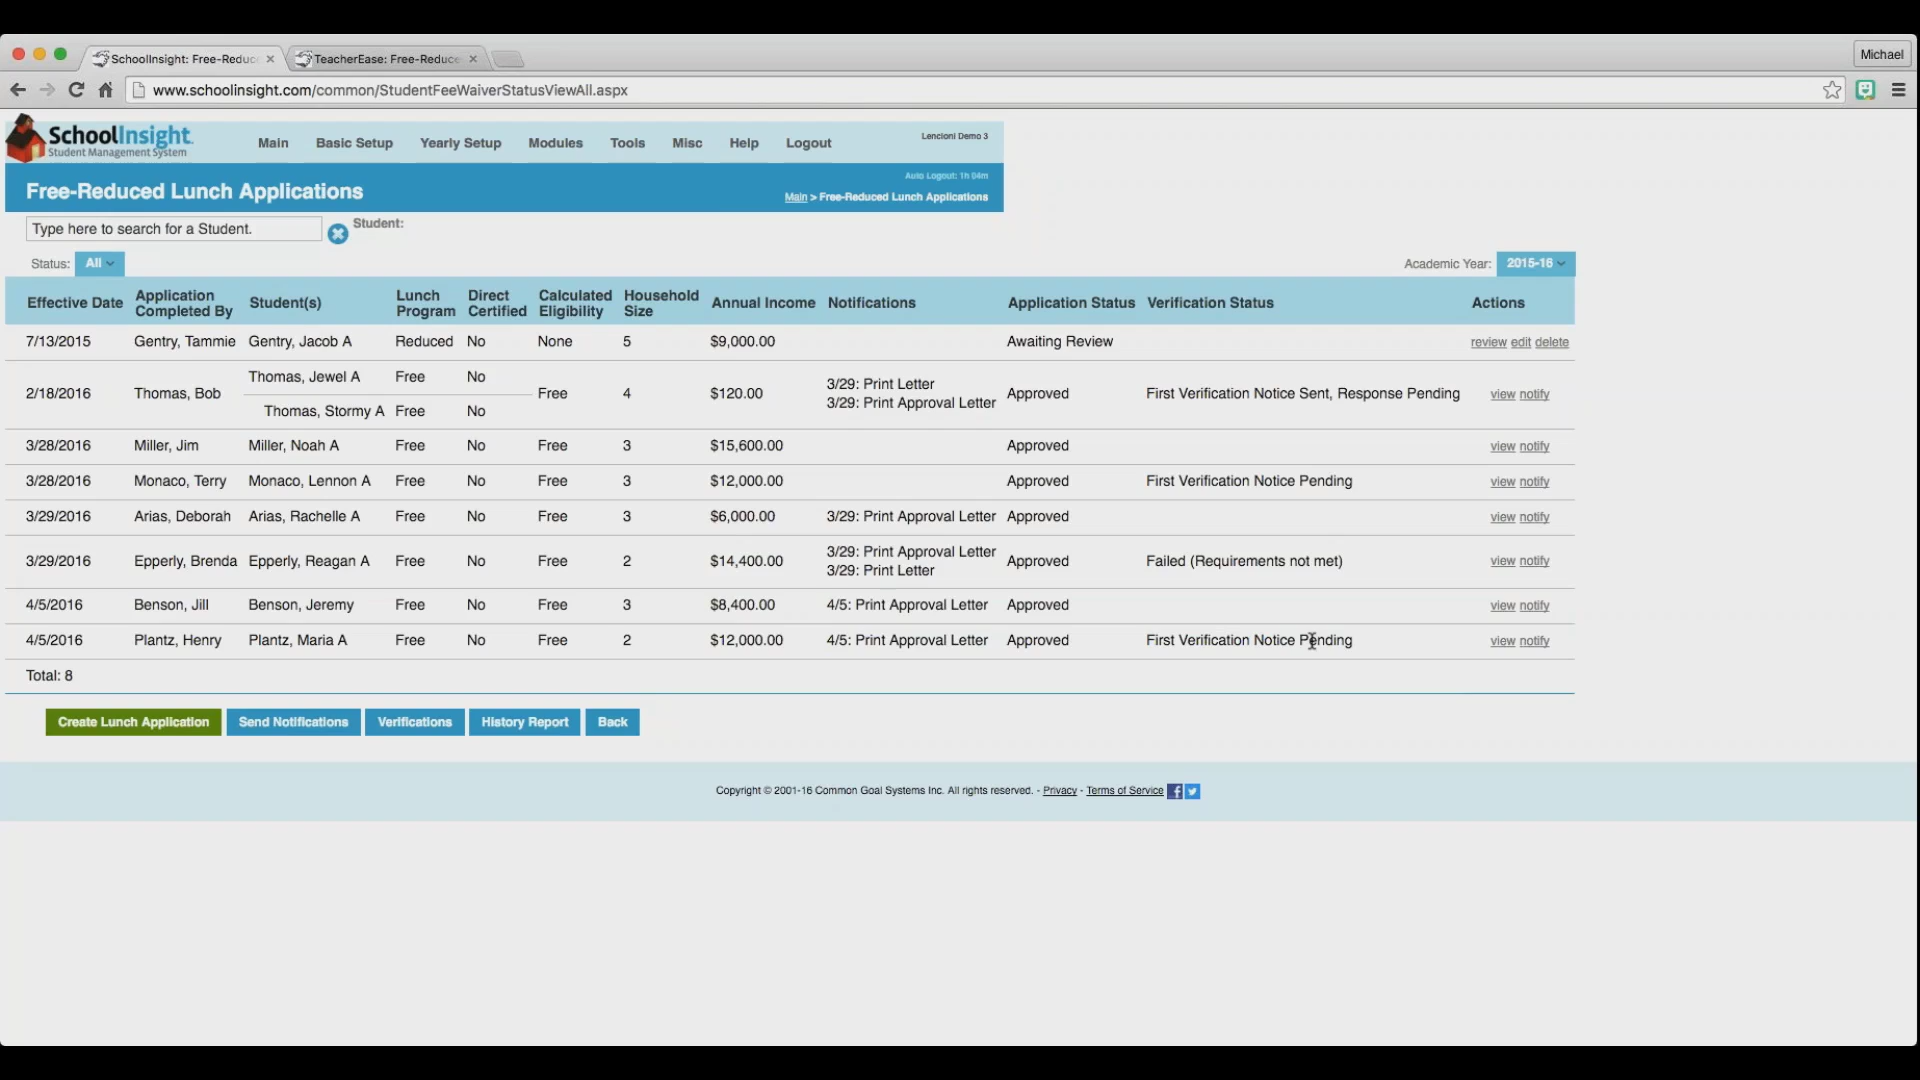 SchoolInsight: Free-Reduc
TeacherEase: Free-Reduce
Michael
www.schoolinsight.com/common/StudentFeeWaiverStatusViewAll.aspx
SchoolInsight
Student Management System
Main Basic Setup Yearly Setup Modules Tools Misc Help Logout
Lencioni Demo 3
Auto Logout: 1h 04m
Free-Reduced Lunch Applications
Main > Free-Reduced Lunch Applications
Type here to search for a Student.
Student:
Status: All
Academic Year: 2015-16
Effective Date Application Completed By Student(s) Lunch Program Direct Certified Calculated Eligibility Household Size Annual Income Notifications Application Status Verification Status Actions
7/13/2015 Gentry, Tammie Gentry, Jacob A Reduced No None 5 $9,000.00 Awaiting Review review edit delete
Thomas, Jewel A Free No
2/18/2016 Thomas, Bob Free 4 $120.00 3/29: Print Letter 3/29: Print Approval Letter Approved First Verification Notice Sent, Response Pending view notify
Thomas, Stormy A Free No
3/28/2016 Miller, Jim Miller, Noah A Free No Free 3 $15,600.00 Approved view notify
3/28/2016 Monaco, Terry Monaco, Lennon A Free No Free 3 $12,000.00 Approved First Verification Notice Pending view notify
3/29/2016 Arias, Deborah Arias, Rachelle A Free No Free 3 $6,000.00 3/29: Print Approval Letter Approved view notify
3/29/2016 Epperly, Brenda Epperly, Reagan A Free No Free 2 $14,400.00 3/29: Print Approval Letter 3/29: Print Letter Approved Failed (Requirements not met) view notify
4/5/2016 Benson, Jill Benson, Jeremy Free No Free 3 $8,400.00 4/5: Print Approval Letter Approved view notify
4/5/2016 Plantz, Henry Plantz, Maria A Free No Free 2 $12,000.00 4/5: Print Approval Letter Approved First Verification Notice Pending view notify
Total: 8
Create Lunch Application Send Notifications Verifications History Report Back
Copyright © 2001-16 Common Goal Systems Inc. All rights reserved. - Privacy - Terms of Service